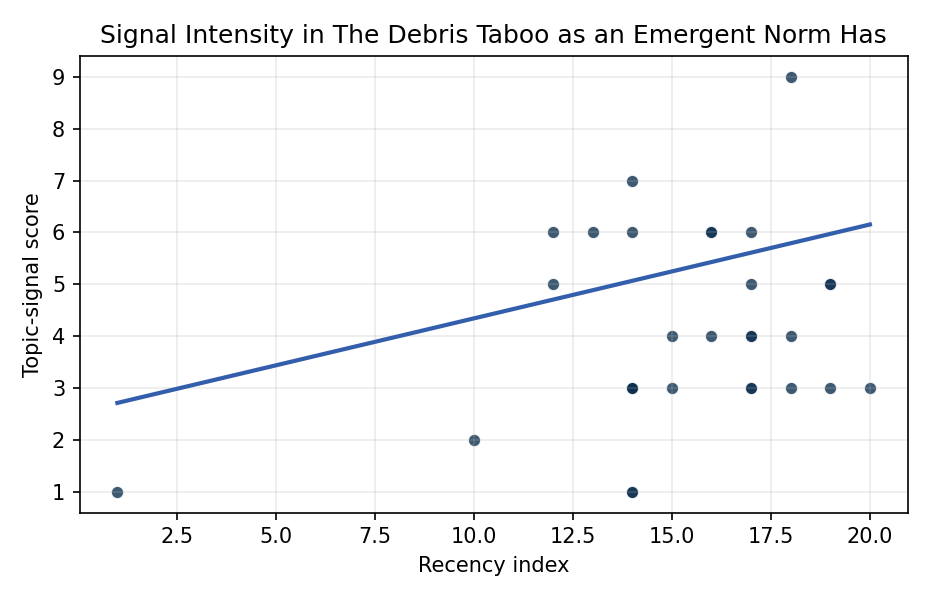 Signal Intensity in The Debris Taboo as an Emergent Norm Has
Topic-signal score
9
8
7
6
5
4
3
2
1
2.5 5.0 7.5 10.0 12.5 15.0 17.5 20.0
Recency index